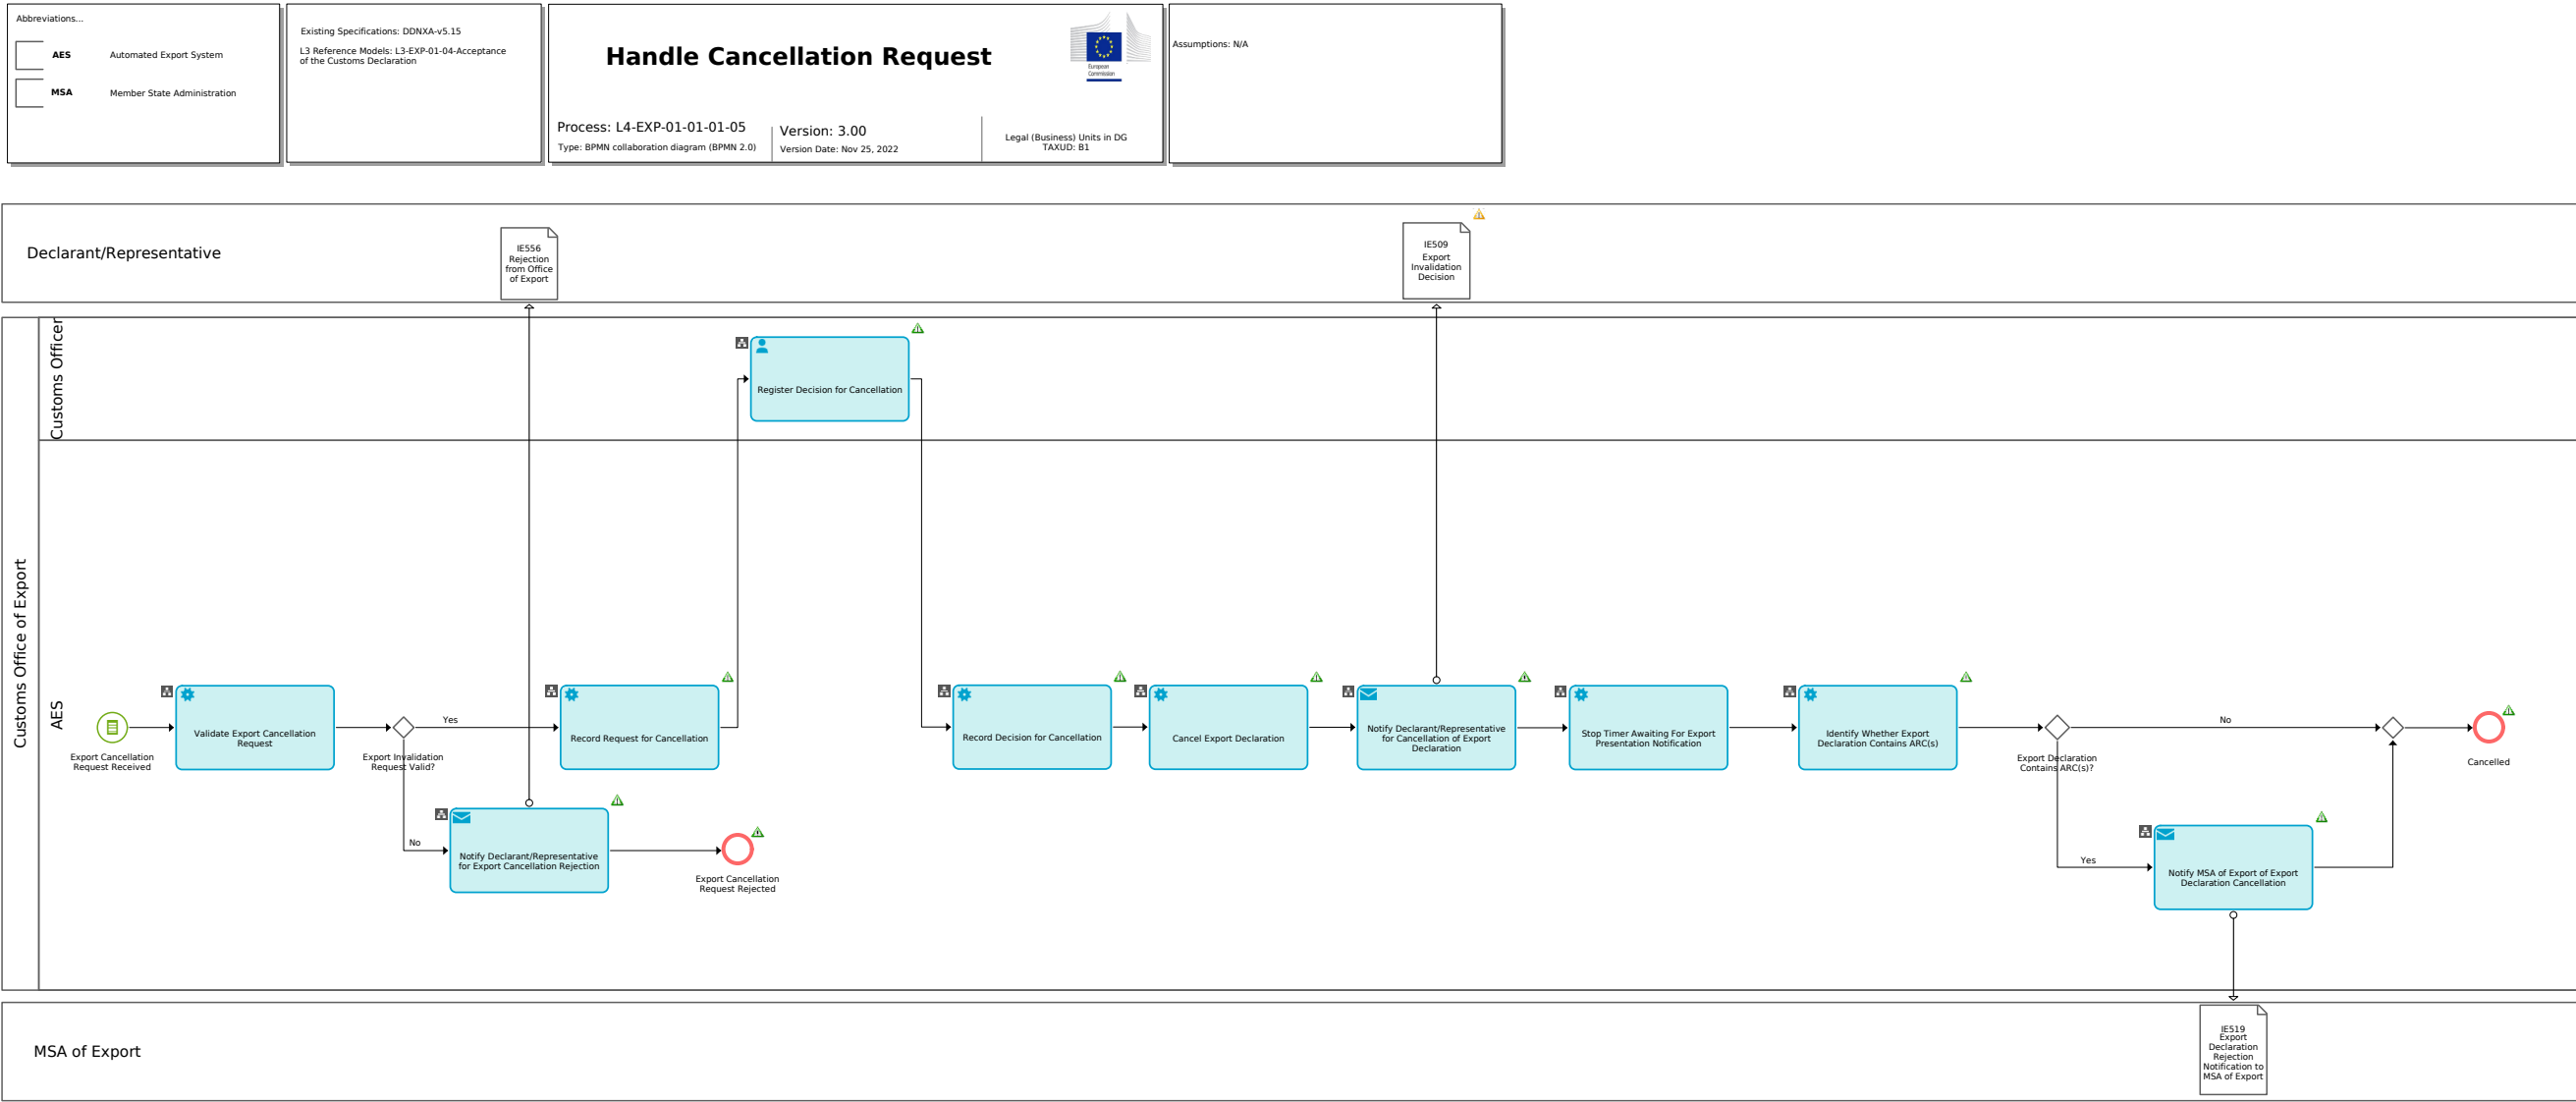 Abbreviations...
AES Automated Export System
MSA Member State Administration
Existing Specifications: DDNXA-v5.15
L3 Reference Models: L3-EXP-01-04-Acceptance
of the Customs Declaration
Handle Cancellation Request
European
Commission
Process: L4-EXP-01-01-01-05
Type: BPMN collaboration diagram (BPMN 2.0)
Version: 3.00
Version Date: Nov 25, 2022
Legal (Business) Units in DG
TAXUD: B1
Assumptions: N/A
Declarant/Representative
IE556
Rejection
from Office
of Export
IE509
Export
Invalidation
Decision
Customs Office of Export
Customs Officer
Register Decision for Cancellation
AES
Export Cancellation
Request Received
Validate Export Cancellation
Request
Export Invalidation
Request Valid?
Yes
Record Request for Cancellation
No
Notify Declarant/Representative
for Export Cancellation Rejection
Export Cancellation
Request Rejected
Record Decision for Cancellation
Cancel Export Declaration
Notify Declarant/Representative
for Cancellation of Export
Declaration
Stop Timer Awaiting For Export
Presentation Notification
Identify Whether Export
Declaration Contains ARC(s)
Export Declaration
Contains ARC(s)?
No
Cancelled
Yes
Notify MSA of Export of Export
Declaration Cancellation
MSA of Export
IE519
Export
Declaration
Rejection
Notification to
MSA of Export